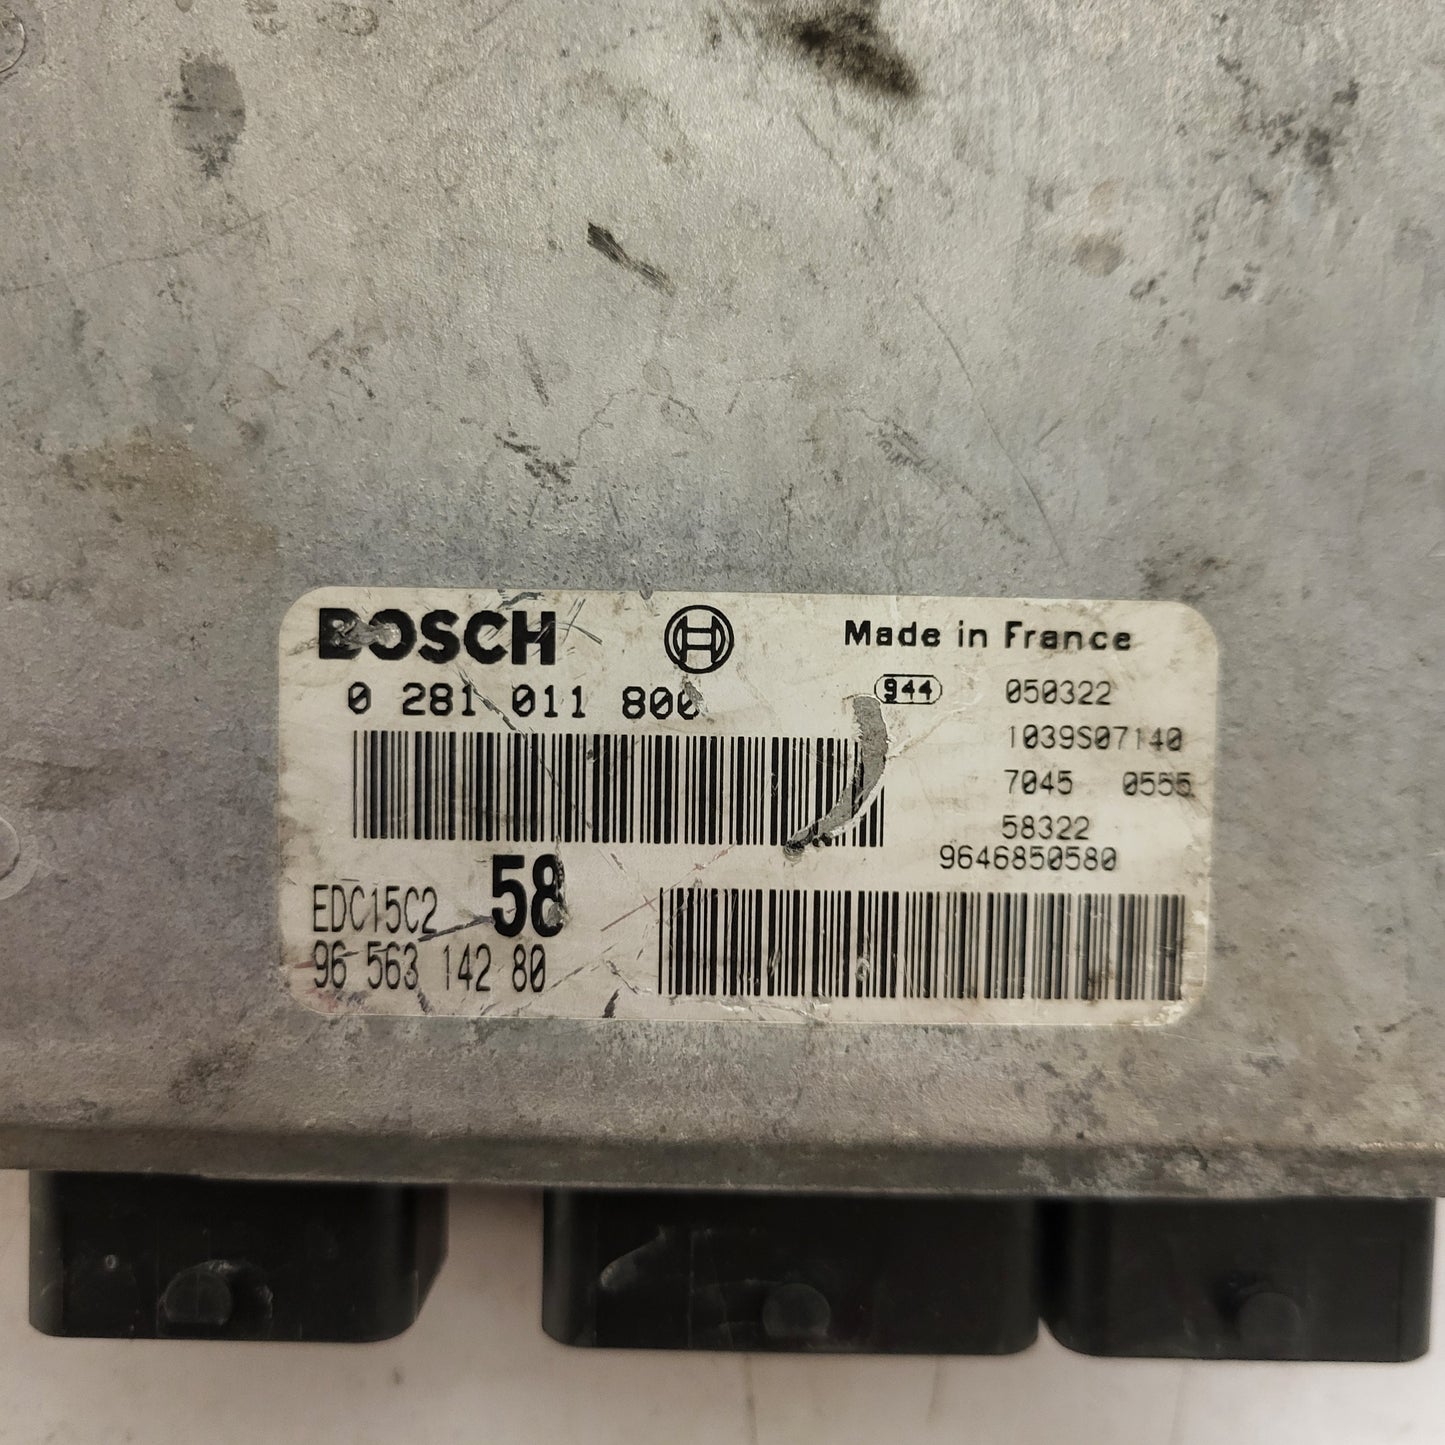 BOSCH
Made in France
0 281 011 800
944
050322
1039S07140
7045 0555
58322
9646850580
EDC15C2 58
96 563 142 80